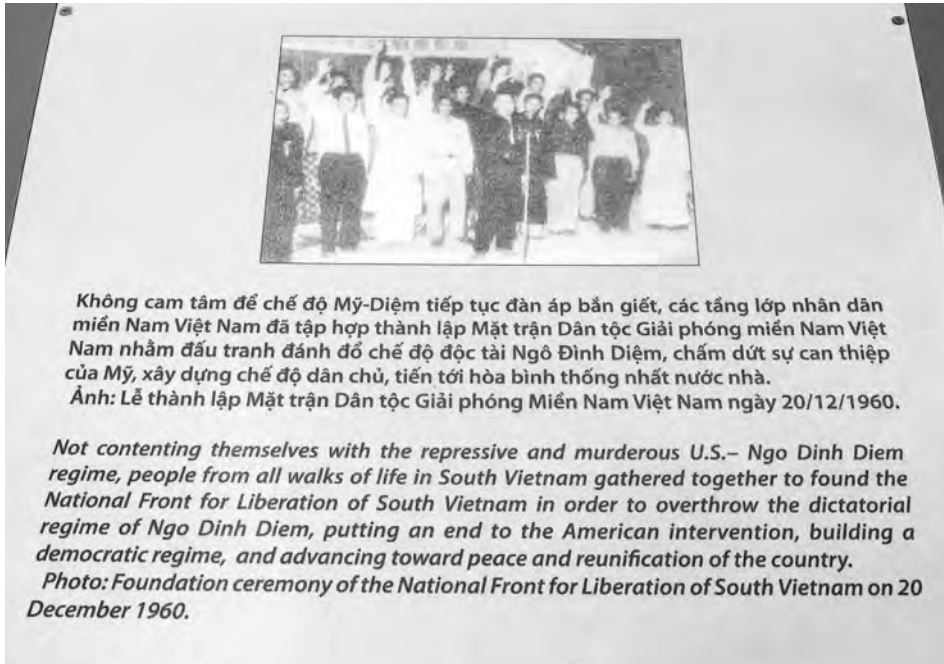 Không cam tâm để chế độ Mỹ-Diệm tiếp tục đàn áp bắn giết, các tầng lớp nhân dân
miền Nam Việt Nam đã tập hợp thành lập Mặt trận Dân tộc Giải phóng miền Nam Việt
Nam nhằm đấu tranh đánh đổ chế độ độc tài Ngô Đình Diệm, chấm dứt sự can thiệp
của Mỹ, xây dựng chế độ dân chủ, tiến tới hòa bình thống nhất nước nhà.
Ảnh: Lễ thành lập Mặt trận Dân tộc Giải phóng Miền Nam Việt Nam ngày 20/12/1960.
Not contenting themselves with the repressive and murderous U.S.– Ngo Dinh Diem
regime, people from all walks of life in South Vietnam gathered together to found the
National Front for Liberation of South Vietnam in order to overthrow the dictatorial
regime of Ngo Dinh Diem, putting an end to the American intervention, building a
democratic regime, and advancing toward peace and reunification of the country.
Photo: Foundation ceremony of the National Front for Liberation of South Vietnam on 20
December 1960.